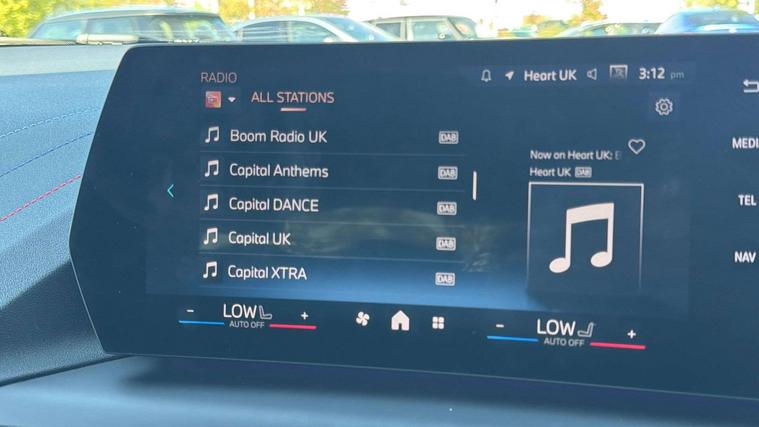 RADIO
Heart UK 3:12 pm
ALL STATIONS
Boom Radio UK DAB
Capital Anthems DAB
Capital DANCE DAB
Capital UK DAB
Capital XTRA DAB
Now on Heart UK:
Heart UK DAB
MEDI
TEL
NAV
- LOW +
AUTO OFF
- LOW +
AUTO OFF